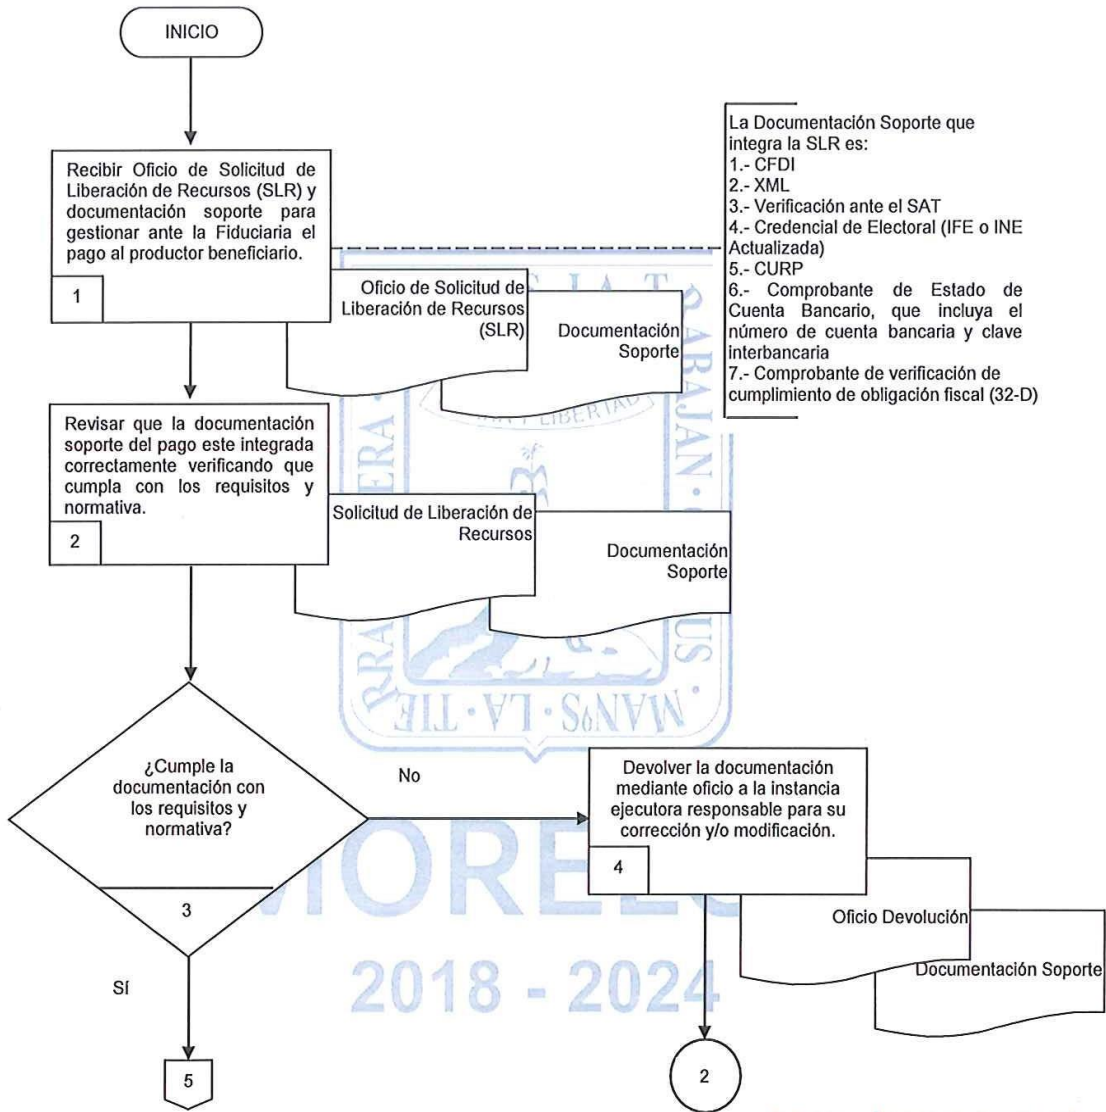 INICIO
Recibir Oficio de Solicitud de
Liberación de Recursos (SLR) y
documentación soporte para
gestionar ante la Fiduciaria el
pago al productor beneficiario.
1
Oficio de Solicitud de
Liberación de Recursos
(SLR)
Documentación
Soporte
La Documentación Soporte que
integra la SLR es:
1.- CFDI
2.- XML
3.- Verificación ante el SAT
4.- Credencial de Electoral (IFE o INE
Actualizada)
5.- CURP
6.- Comprobante de Estado de
Cuenta Bancario, que incluya el
número de cuenta bancaria y clave
interbancaria
7.- Comprobante de verificación de
cumplimiento de obligación fiscal (32-D)
Revisar que la documentación
soporte del pago este integrada
correctamente verificando que
cumpla con los requisitos y
normativa.
2
Solicitud de Liberación de
Recursos
Documentación
Soporte
¿Cumple la
documentación con
los requisitos y
normativa?
3
No
Devolver la documentación
mediante oficio a la instancia
ejecutora responsable para su
corrección y/o modificación.
4
Oficio Devolución
Documentación Soporte
Sí
5
2
2018 - 2024